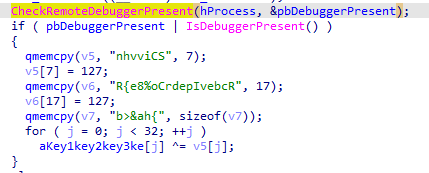 CheckRemoteDebuggerPresent(hProcess, &pbDebuggerPresent);
if ( pbDebuggerPresent | IsDebuggerPresent() )
{
qmemcpy(v5, "nhvviCS", 7);
v5[7] = 127;
qmemcpy(v6, "R{e8%oCrdepIvebcR", 17);
v6[17] = 127;
qmemcpy(v7, "b>&ah{", sizeof(v7));
for ( j = 0; j < 32; ++j )
aKey1key2key3ke[j] ^= v5[j];
}